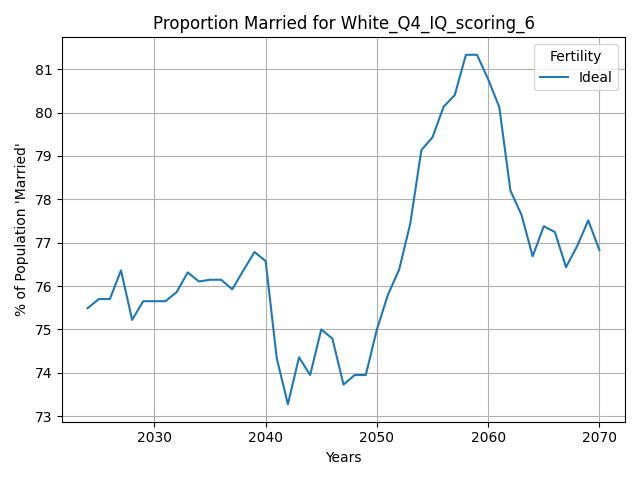 Proportion Married for White_Q4_IQ_scoring_6
Fertility
Ideal
% of Population 'Married'
81
80
79
78
77
76
75
74
73
2030 2040 2050 2060 2070
Years